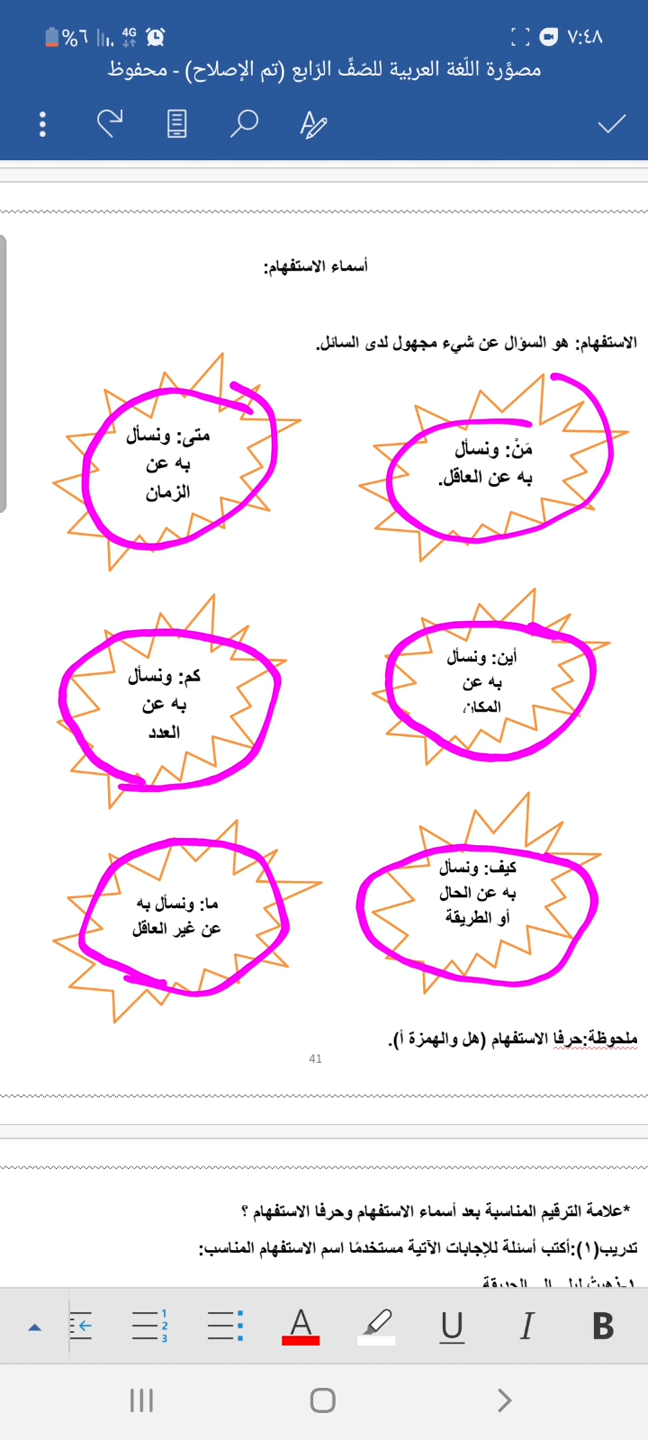 %٦ 4G ٧:٤٨
مصوَّرة اللّغة العربية للصّفِّ الرّابع (تم الإصلاح) - محفوظ
أسماء الاستفهام:
الاستفهام: هو السؤال عن شيء مجهول لدى السائل.
مَنْ: ونسأل
به عن العاقل.
متى: ونسأل
به عن
الزمان
أين: ونسأل
به عن
المكان
كم: ونسأل
به عن
العدد
كيف: ونسأل
به عن الحال
أو الطريقة
ما: ونسأل به
عن غير العاقل
ملحوظة:حرفا الاستفهام (هل والهمزة أ).
41
*علامة الترقيم المناسبة بعد أسماء الاستفهام وحرفا الاستفهام ؟
تدريب(١):أكتب أسئلة للإجابات الآتية مستخدمًا اسم الاستفهام المناسب:
A U I B